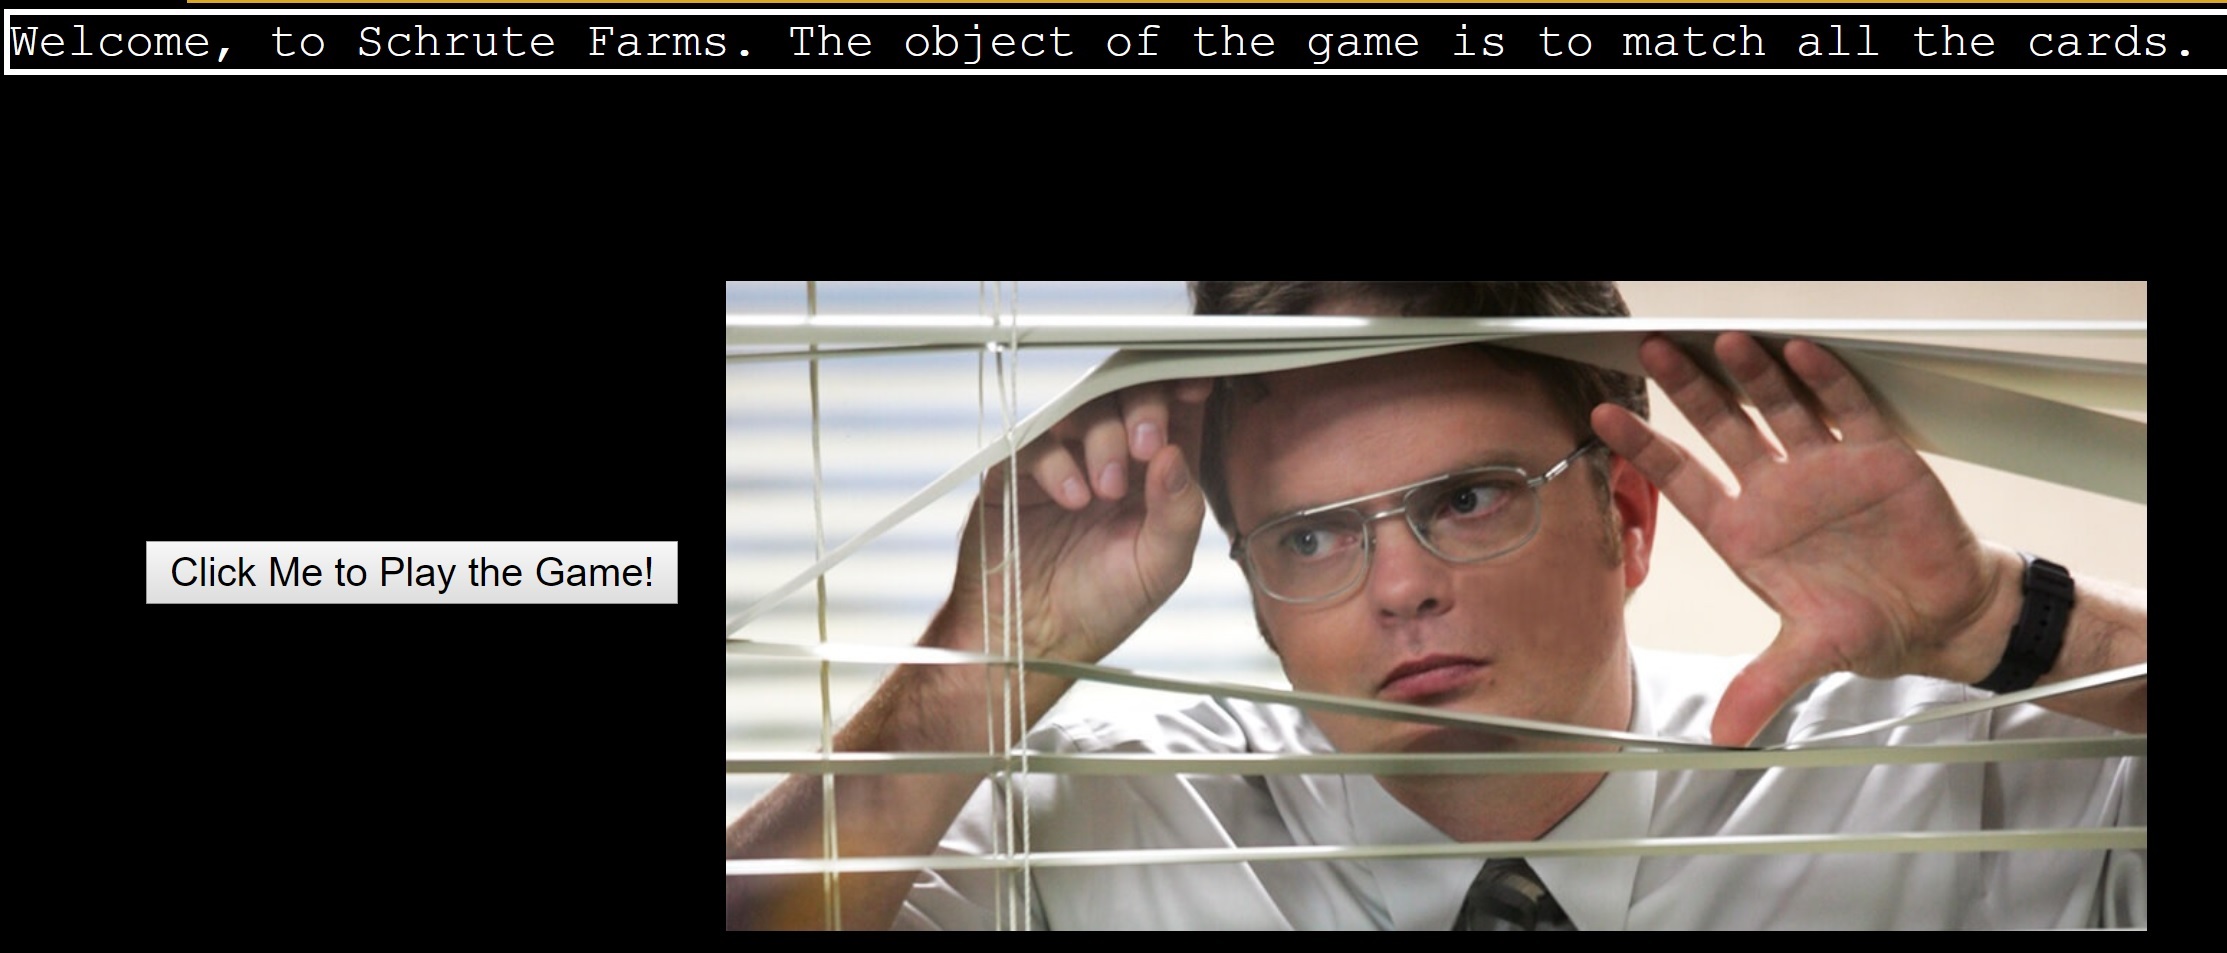 Welcome, to Schrute Farms. The object of the game is to match all the cards.
Click Me to Play the Game!